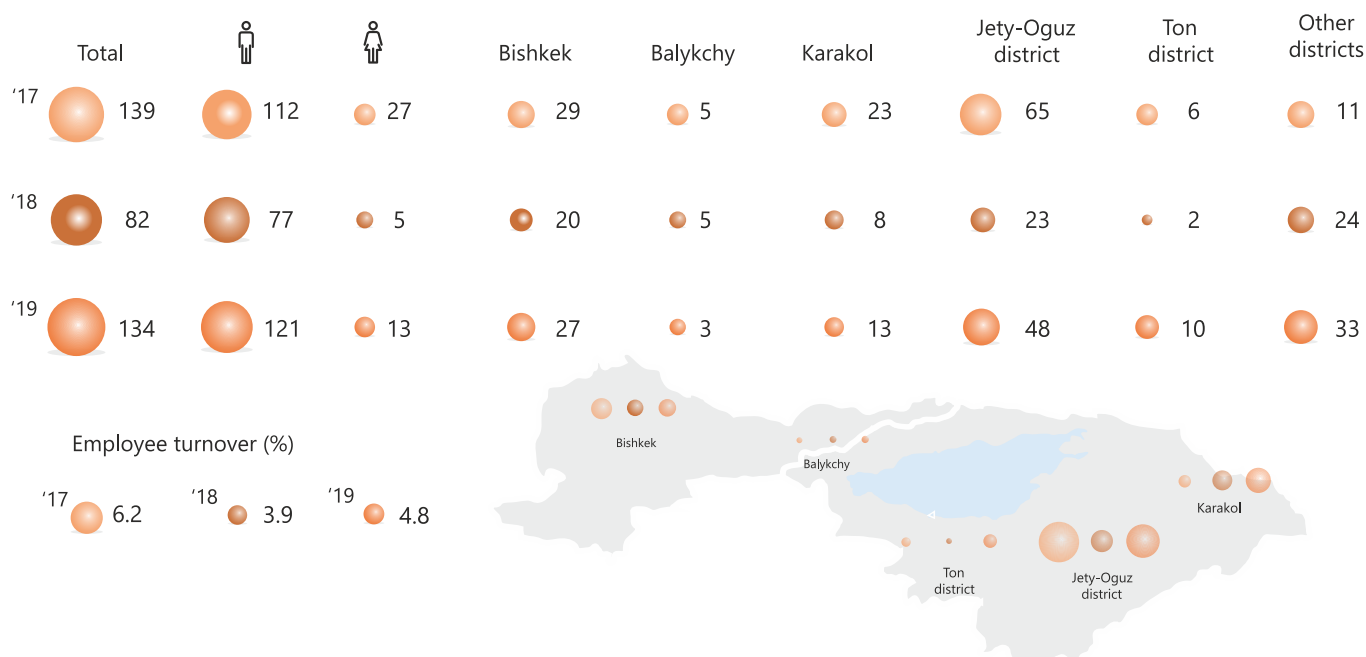 Total Bishkek Balykchy Karakol Jety-Oguz district Ton district Other districts
'17 139 112 27 29 5 23 65 6 11
'18 82 77 5 20 5 8 23 2 24
'19 134 121 13 27 3 13 48 10 33
Employee turnover (%)
'17 6.2 '18 3.9 '19 4.8
Bishkek
Balykchy
Karakol
Ton
district
Jety-Oguz
district